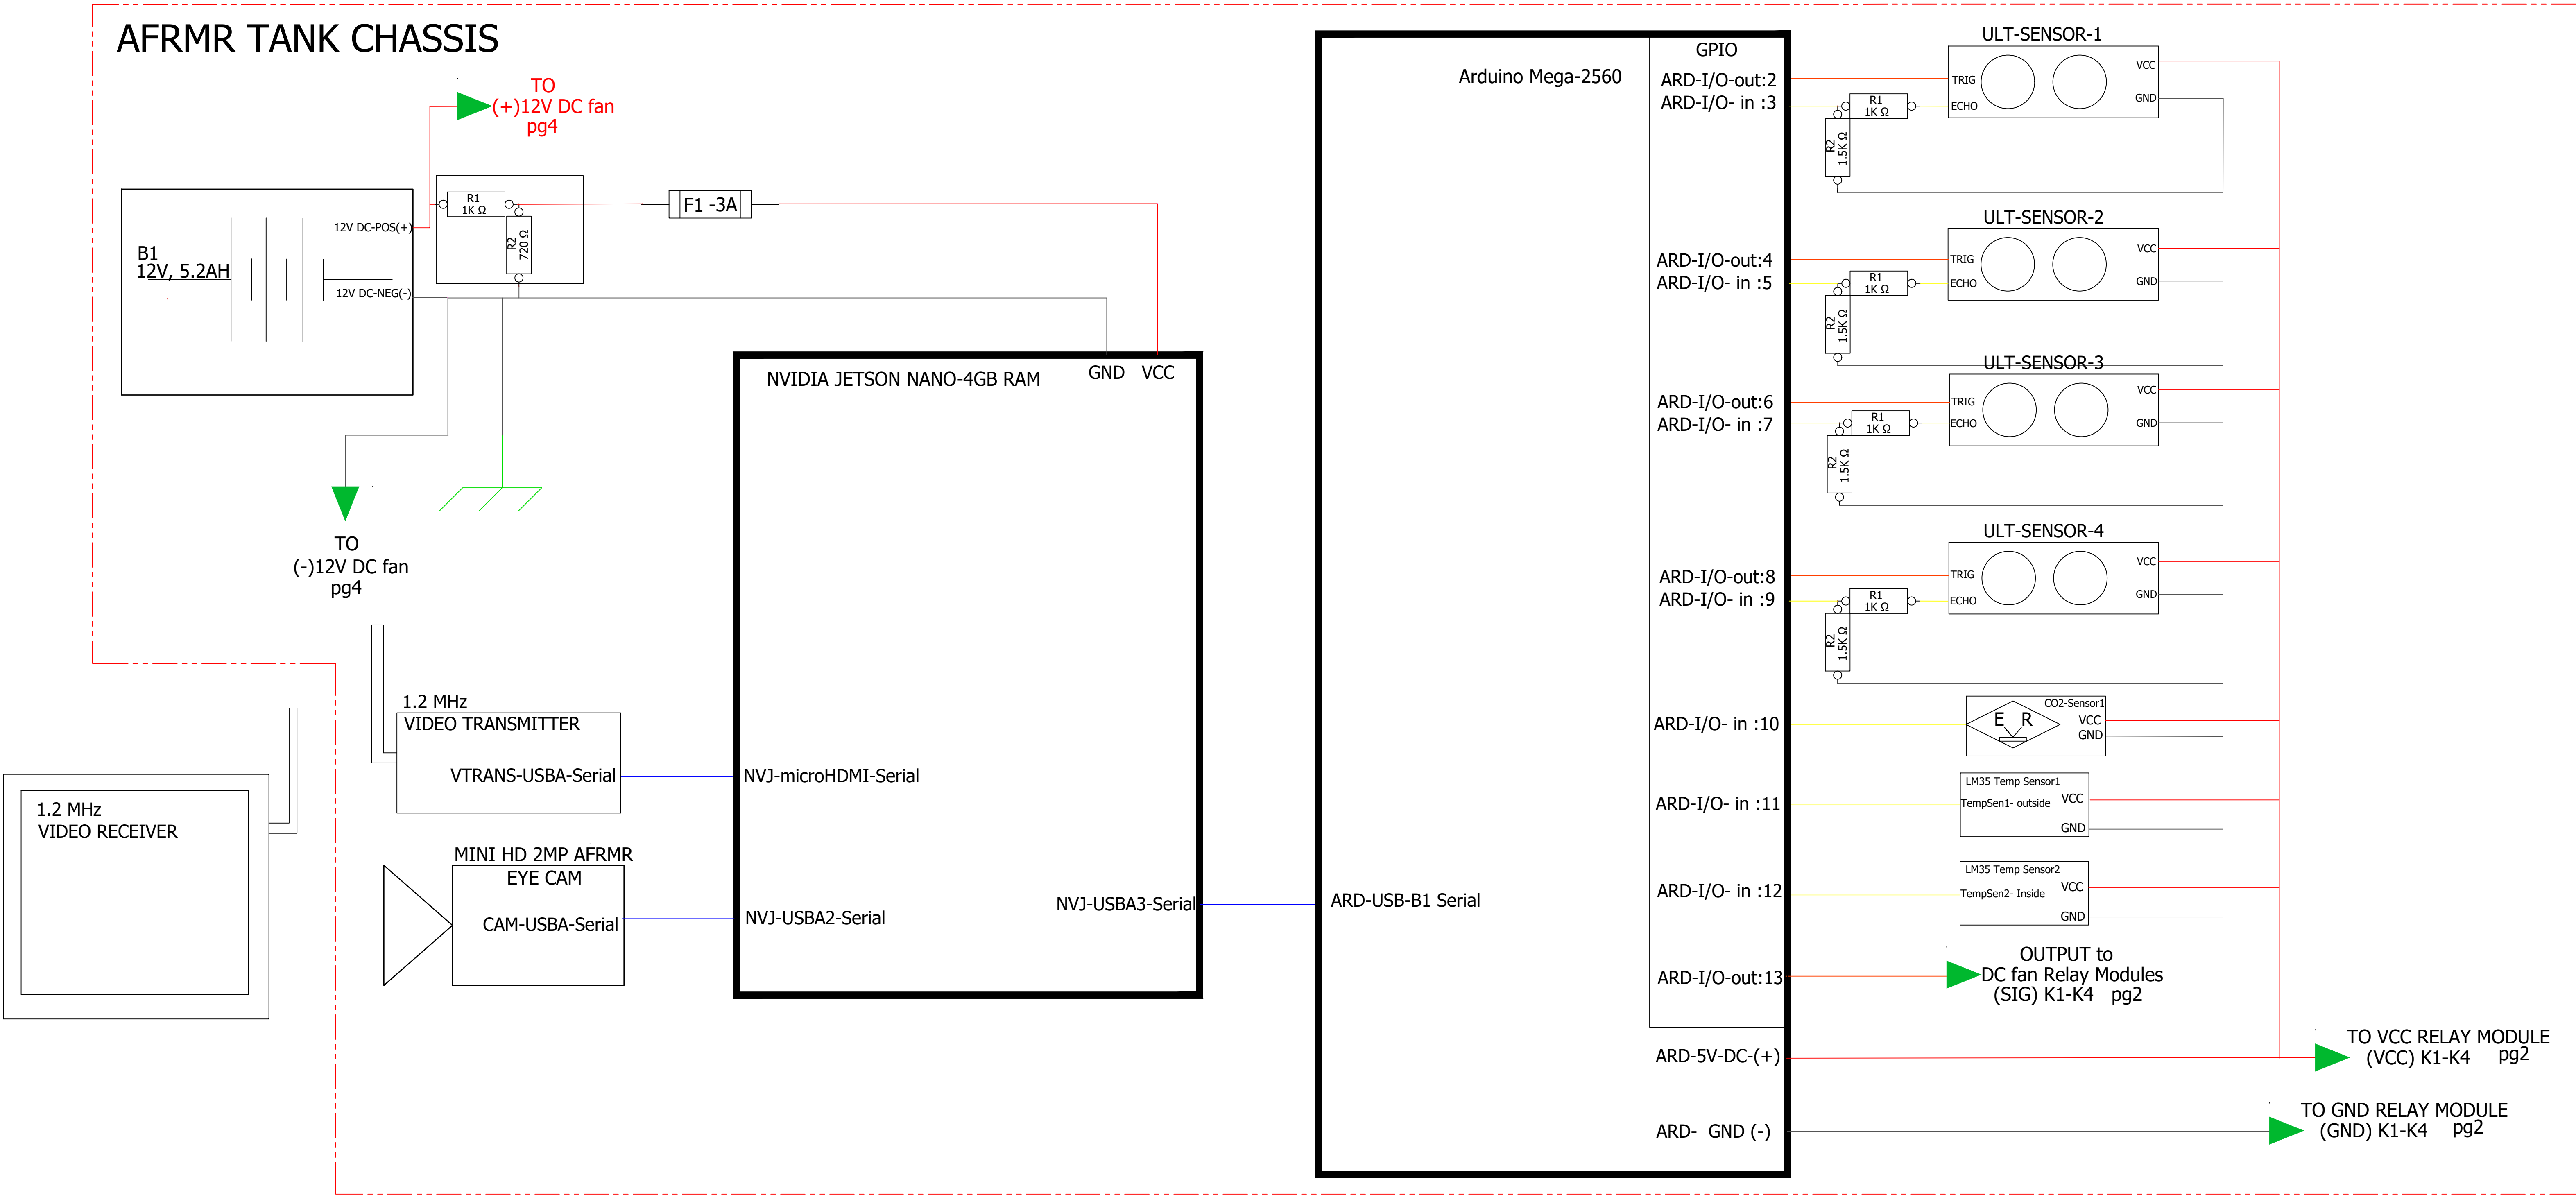 AFRMR TANK CHASSIS
TO
(+)12V DC fan
pg4
B1
12V, 5.2AH
12V DC-POS(+)
12V DC-NEG(-)
R1
1K Ω
R2
720 Ω
F1 -3A
TO
(-)12V DC fan
pg4
1.2 MHz
VIDEO RECEIVER
1.2 MHz
VIDEO TRANSMITTER
VTRANS-USBA-Serial
MINI HD 2MP AFRMR
EYE CAM
CAM-USBA-Serial
NVIDIA JETSON NANO-4GB RAM
GND VCC
NVJ-microHDMI-Serial
NVJ-USBA2-Serial
NVJ-USBA3-Serial
Arduino Mega-2560
ARD-USB-B1 Serial
GPIO
ARD-I/O-out:2
ARD-I/O- in :3
ARD-I/O-out:4
ARD-I/O- in :5
ARD-I/O-out:6
ARD-I/O- in :7
ARD-I/O-out:8
ARD-I/O- in :9
ARD-I/O- in :10
ARD-I/O- in :11
ARD-I/O- in :12
ARD-I/O-out:13
ARD-5V-DC-(+)
ARD- GND (-)
ULT-SENSOR-1
TRIG
ECHO
VCC
GND
R1
1K Ω
R2
1.5K Ω
ULT-SENSOR-2
TRIG
ECHO
VCC
GND
R1
1K Ω
R2
1.5K Ω
ULT-SENSOR-3
TRIG
ECHO
VCC
GND
R1
1K Ω
R2
1.5K Ω
ULT-SENSOR-4
TRIG
ECHO
VCC
GND
R1
1K Ω
R2
1.5K Ω
CO2-Sensor1
E R
VCC
GND
LM35 Temp Sensor1
TempSen1- outside
VCC
GND
LM35 Temp Sensor2
TempSen2- Inside
VCC
GND
OUTPUT to
DC fan Relay Modules
(SIG) K1-K4 pg2
TO VCC RELAY MODULE
(VCC) K1-K4 pg2
TO GND RELAY MODULE
(GND) K1-K4 pg2